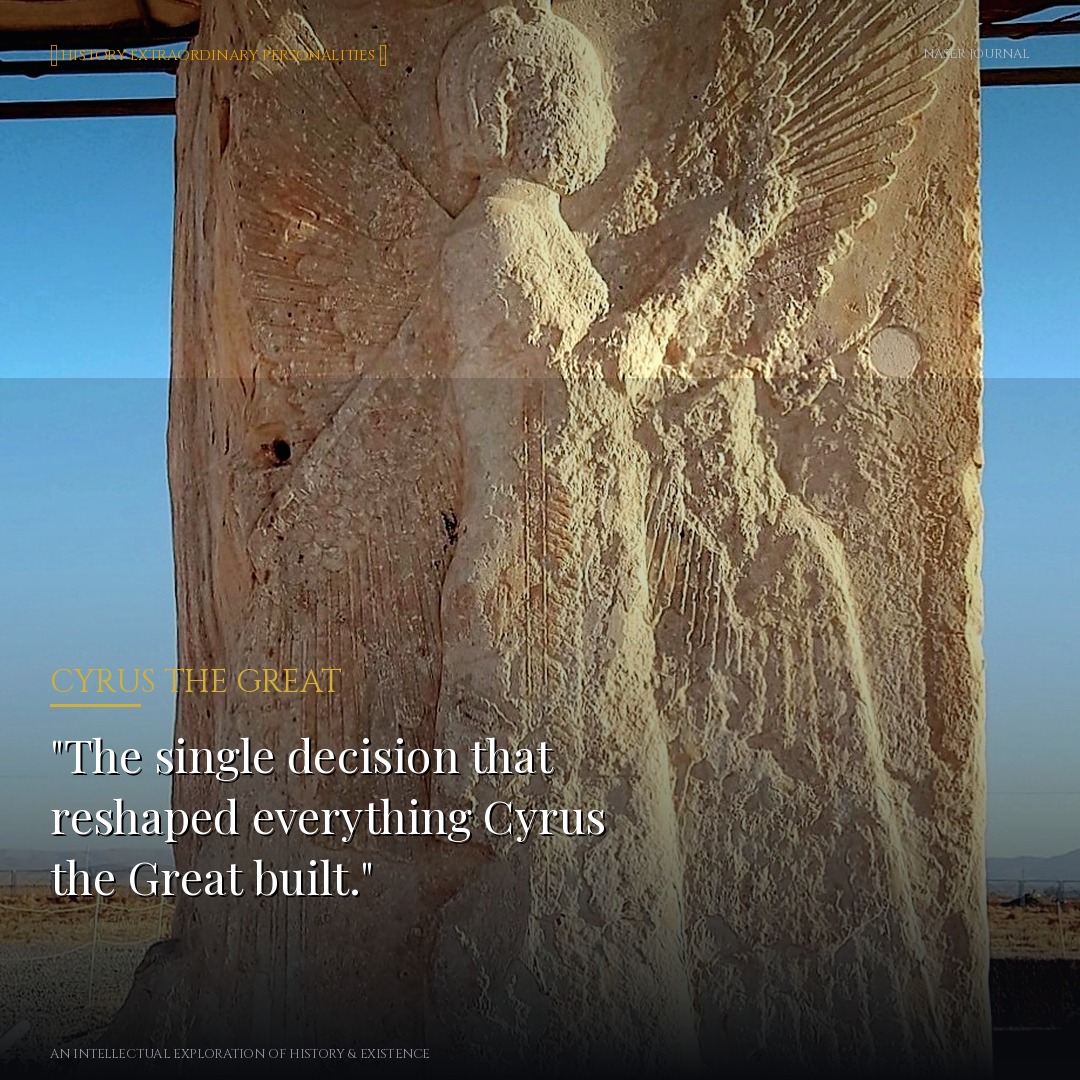 HISTORY EXTRAORDINARY PERSONALITIES
NASER JOURNAL
CYRUS THE GREAT
"The single decision that
reshaped everything Cyrus
the Great built."
AN INTELLECTUAL EXPLORATION OF HISTORY & EXISTENCE